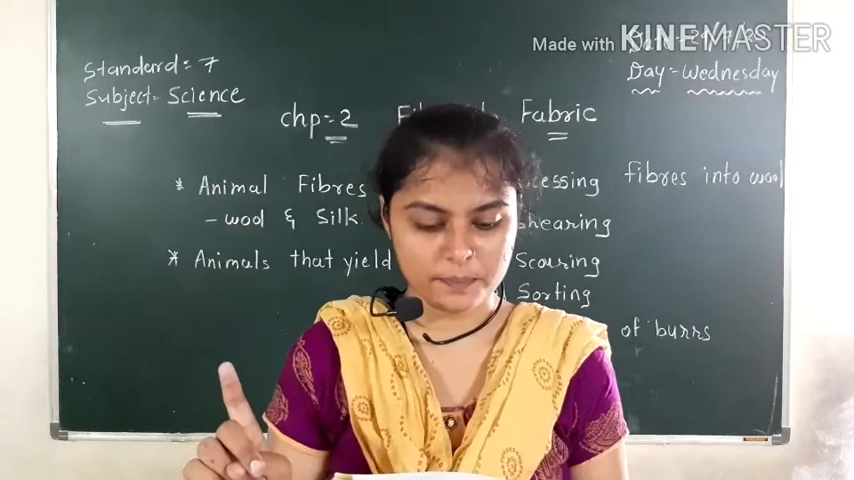 Made with KINEMASTER
Standard:- 7
Subject:- Science
Day:- Wednesday
chp:- 2 Fabric
* Animal Fibres
- wool & Silk
* Animals that yield
fibres into wool
shearing
Scouring
Sorting
of burrs